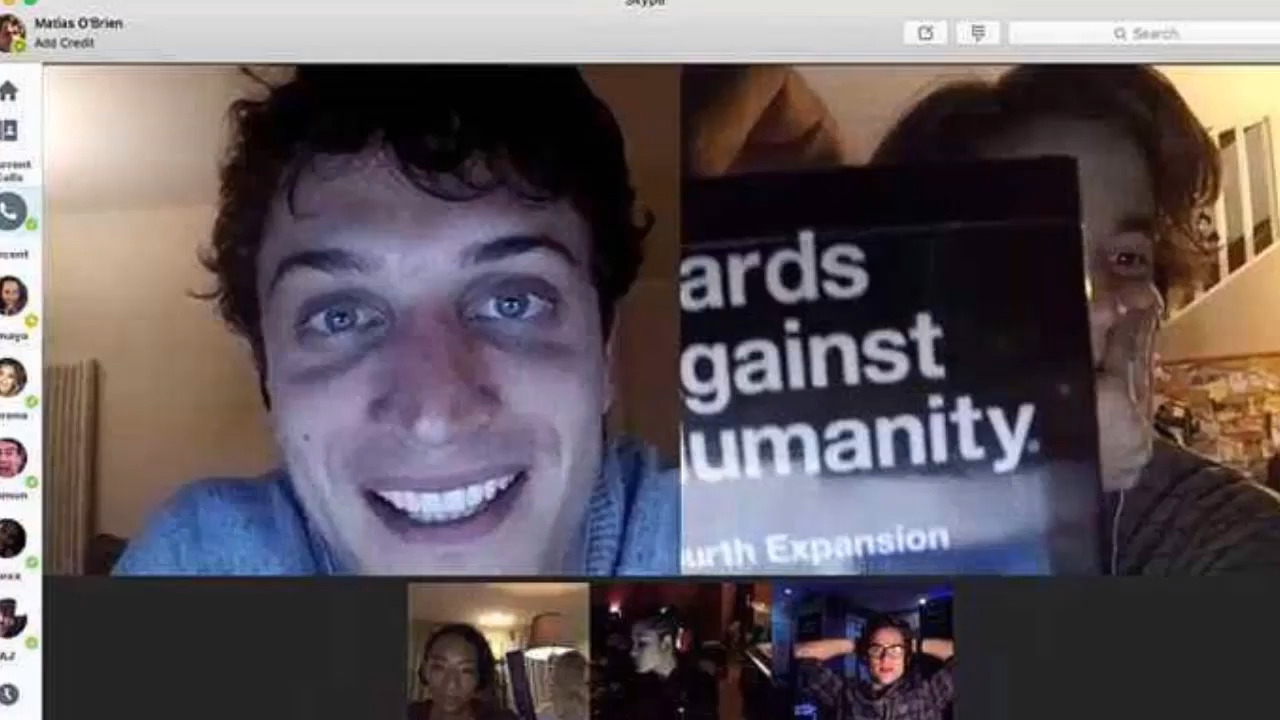 Skype
Matias O'Brien
Add Credit
Search
ards
gainst
umanity.
urth Expansion